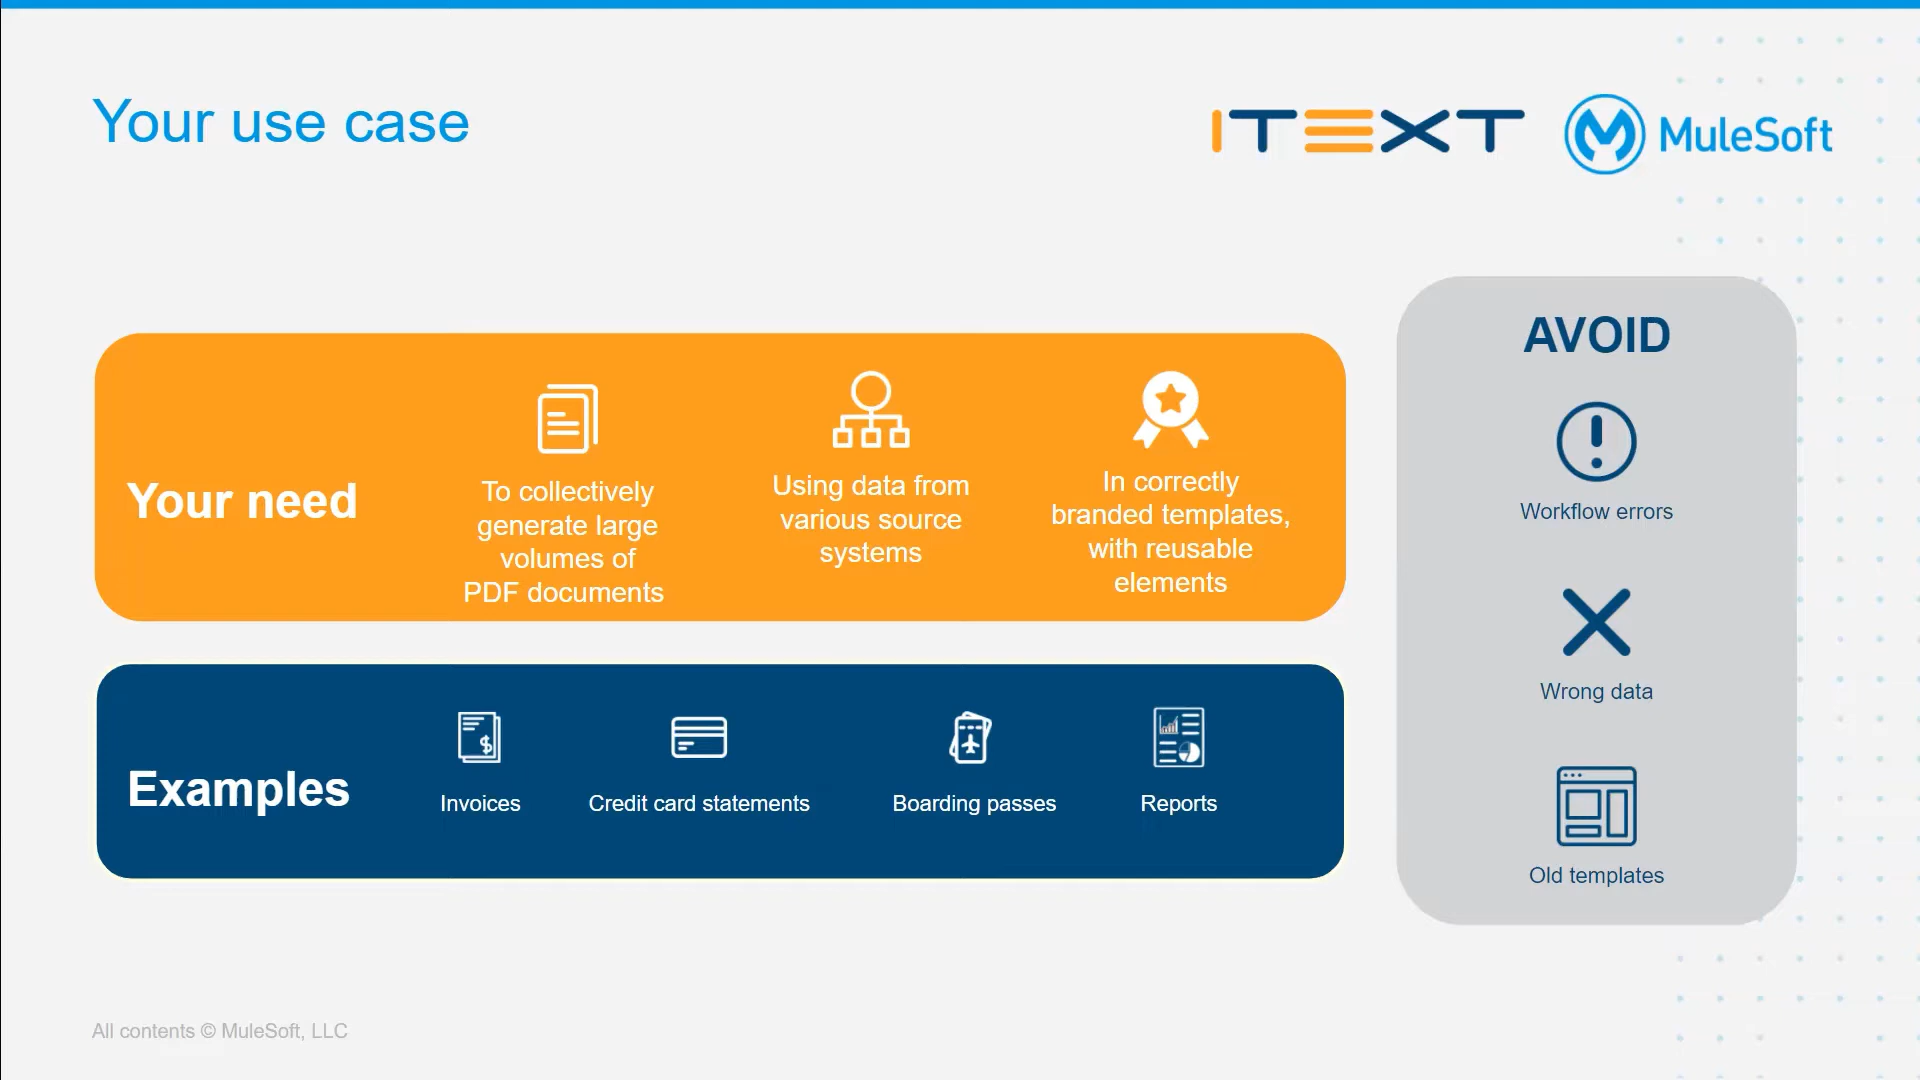 Your use case
ITEXT
MuleSoft
Your need
To collectively
generate large
volumes of
PDF documents
Using data from
various source
systems
In correctly
branded templates,
with reusable
elements
Examples
Invoices
Credit card statements
Boarding passes
Reports
AVOID
Workflow errors
Wrong data
Old templates
All contents © MuleSoft, LLC